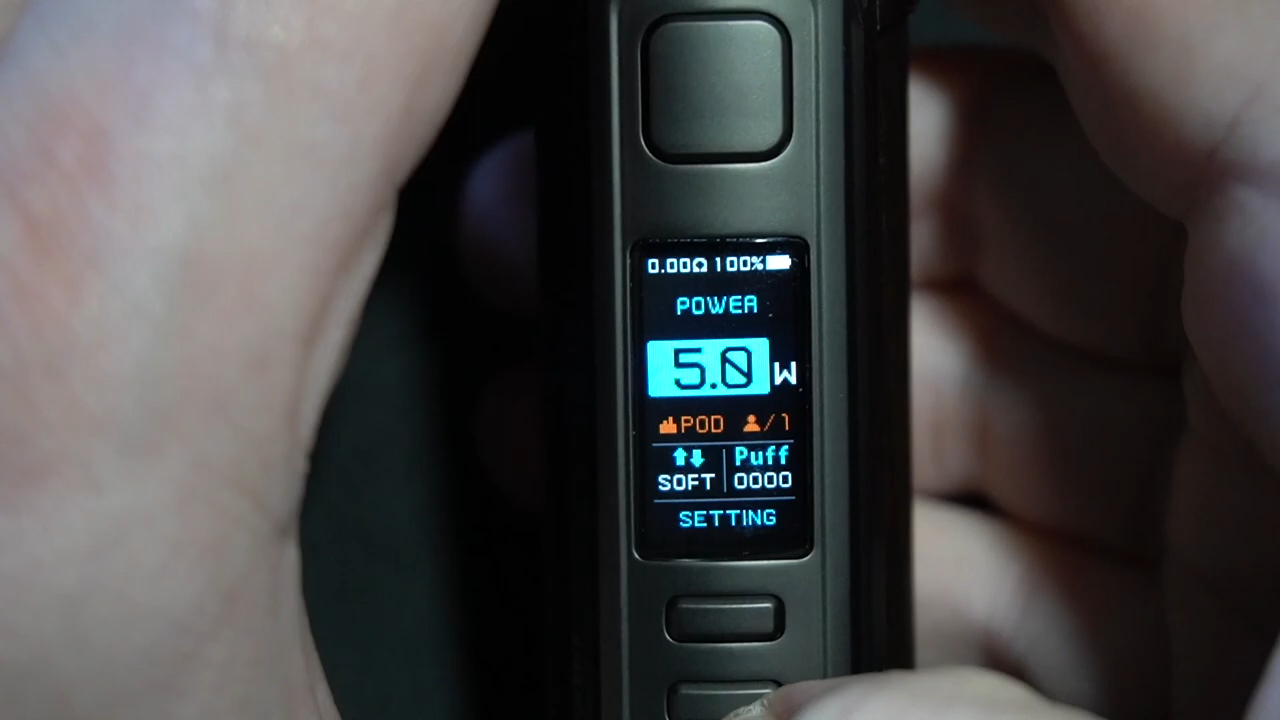 0.00Ω 100%
POWER
5.0 W
POD /1
SOFT Puff 0000
SETTING